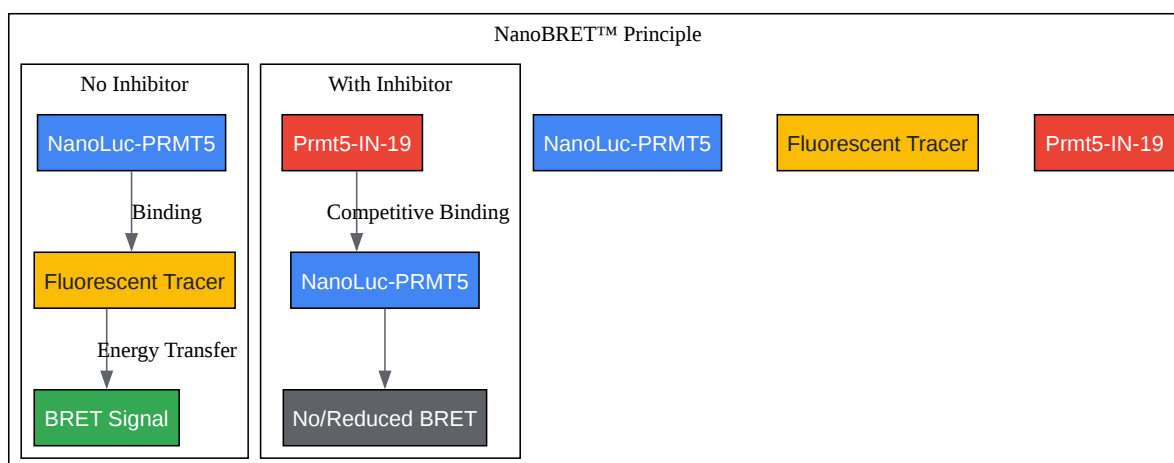 NanoBRET™ Principle
No Inhibitor
NanoLuc-PRMT5
Binding
Fluorescent Tracer
Energy Transfer
BRET Signal
With Inhibitor
Prmt5-IN-19
Competitive Binding
NanoLuc-PRMT5
No/Reduced BRET
NanoLuc-PRMT5
Fluorescent Tracer
Prmt5-IN-19